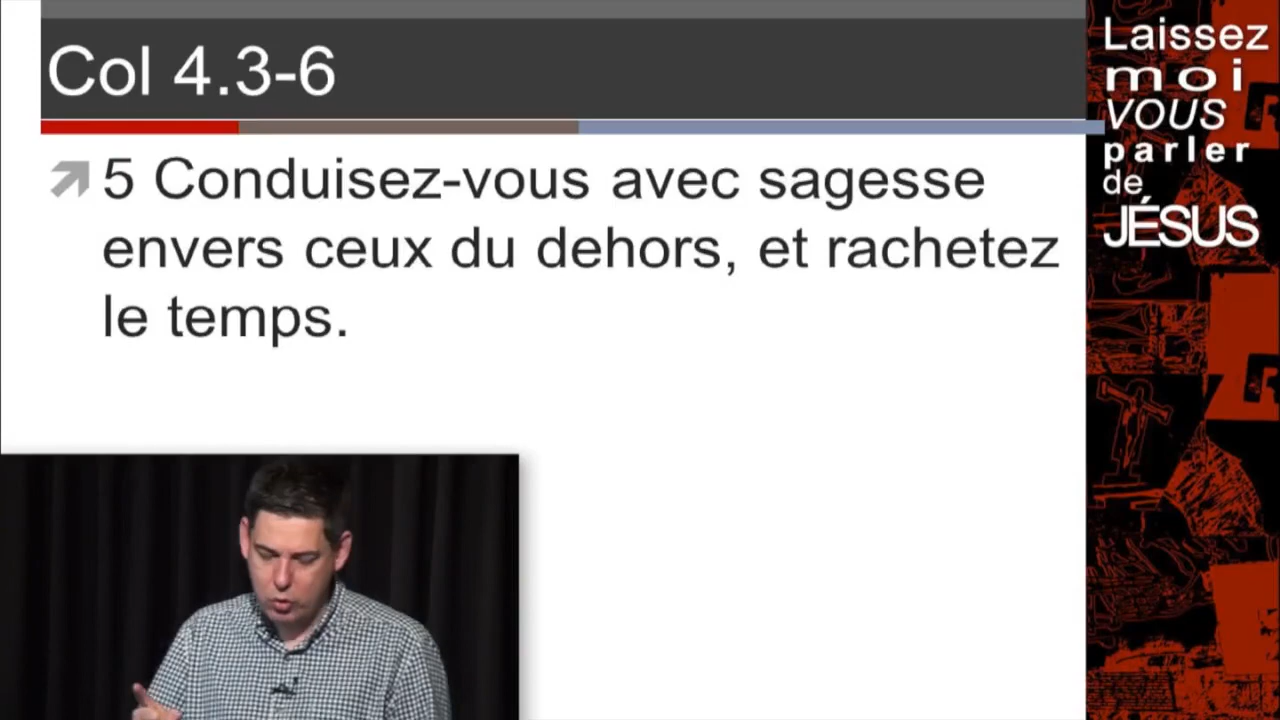 Col 4.3-6
5 Conduisez-vous avec sagesse
envers ceux du dehors, et rachetez
le temps.
Laissez
moi
VOUS
parler
de
JÉSUS